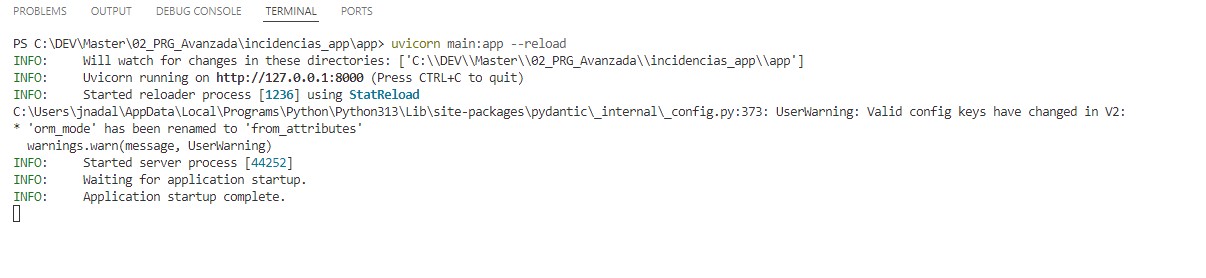 PROBLEMS OUTPUT DEBUG CONSOLE TERMINAL PORTS
PS C:\DEV\Master\02_PRG_Avanzada\incidencias_app\app> uvicorn main:app --reload
INFO:     Will watch for changes in these directories: ['C:\\DEV\\Master\\02_PRG_Avanzada\\incidencias_app\\app']
INFO:     Uvicorn running on http://127.0.0.1:8000 (Press CTRL+C to quit)
INFO:     Started reloader process [1236] using StatReload
C:\Users\jnadal\AppData\Local\Programs\Python\Python313\Lib\site-packages\pydantic\_internal\_config.py:373: UserWarning: Valid config keys have changed in V2:
* 'orm_mode' has been renamed to 'from_attributes'
  warnings.warn(message, UserWarning)
INFO:     Started server process [44252]
INFO:     Waiting for application startup.
INFO:     Application startup complete.